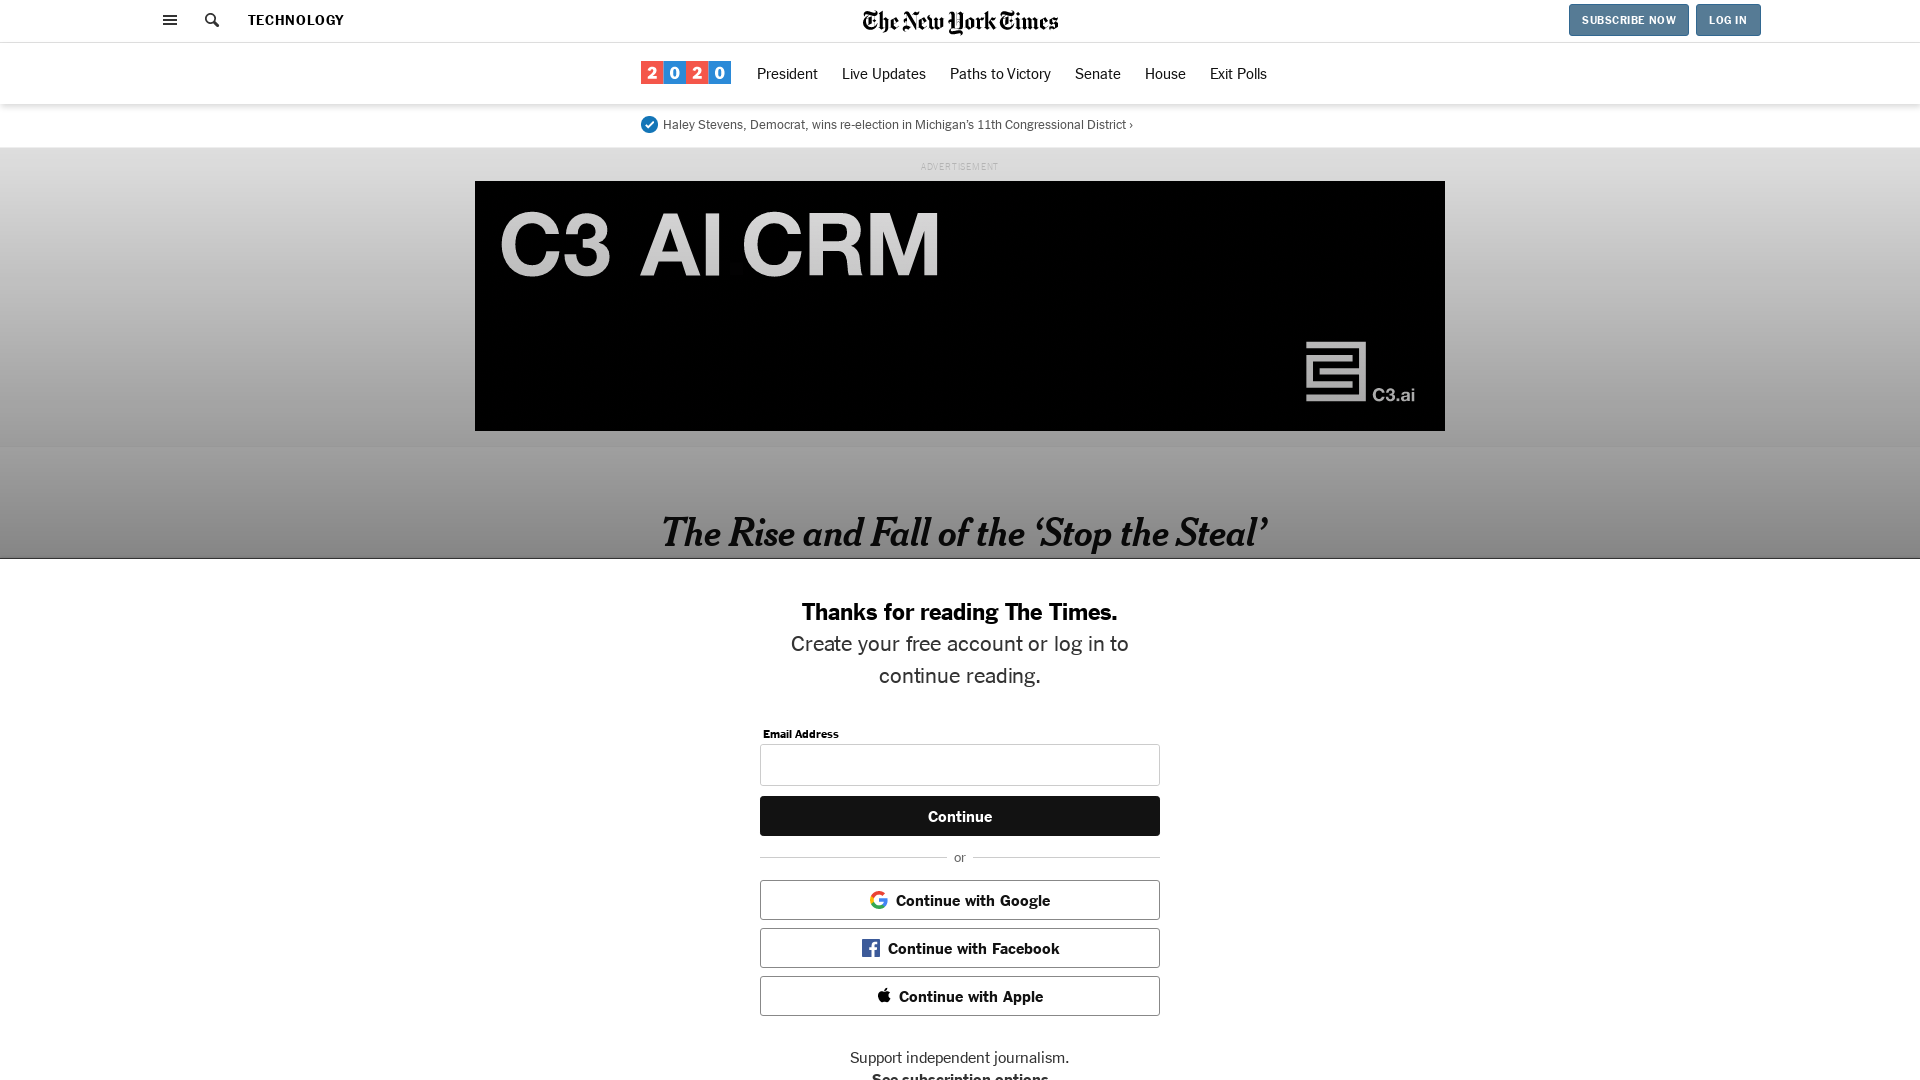 TECHNOLOGY
The New York Times
SUBSCRIBE NOW
LOG IN
2020
President
Live Updates
Paths to Victory
Senate
House
Exit Polls
Haley Stevens, Democrat, wins re-election in Michigan’s 11th Congressional District ›
ADVERTISEMENT
C3 AI CRM
C3.ai
The Rise and Fall of the ‘Stop the Steal’
Thanks for reading The Times.
Create your free account or log in to
continue reading.
Email Address
Continue
or
Continue with Google
Continue with Facebook
Continue with Apple
Support independent journalism.
See subscription options